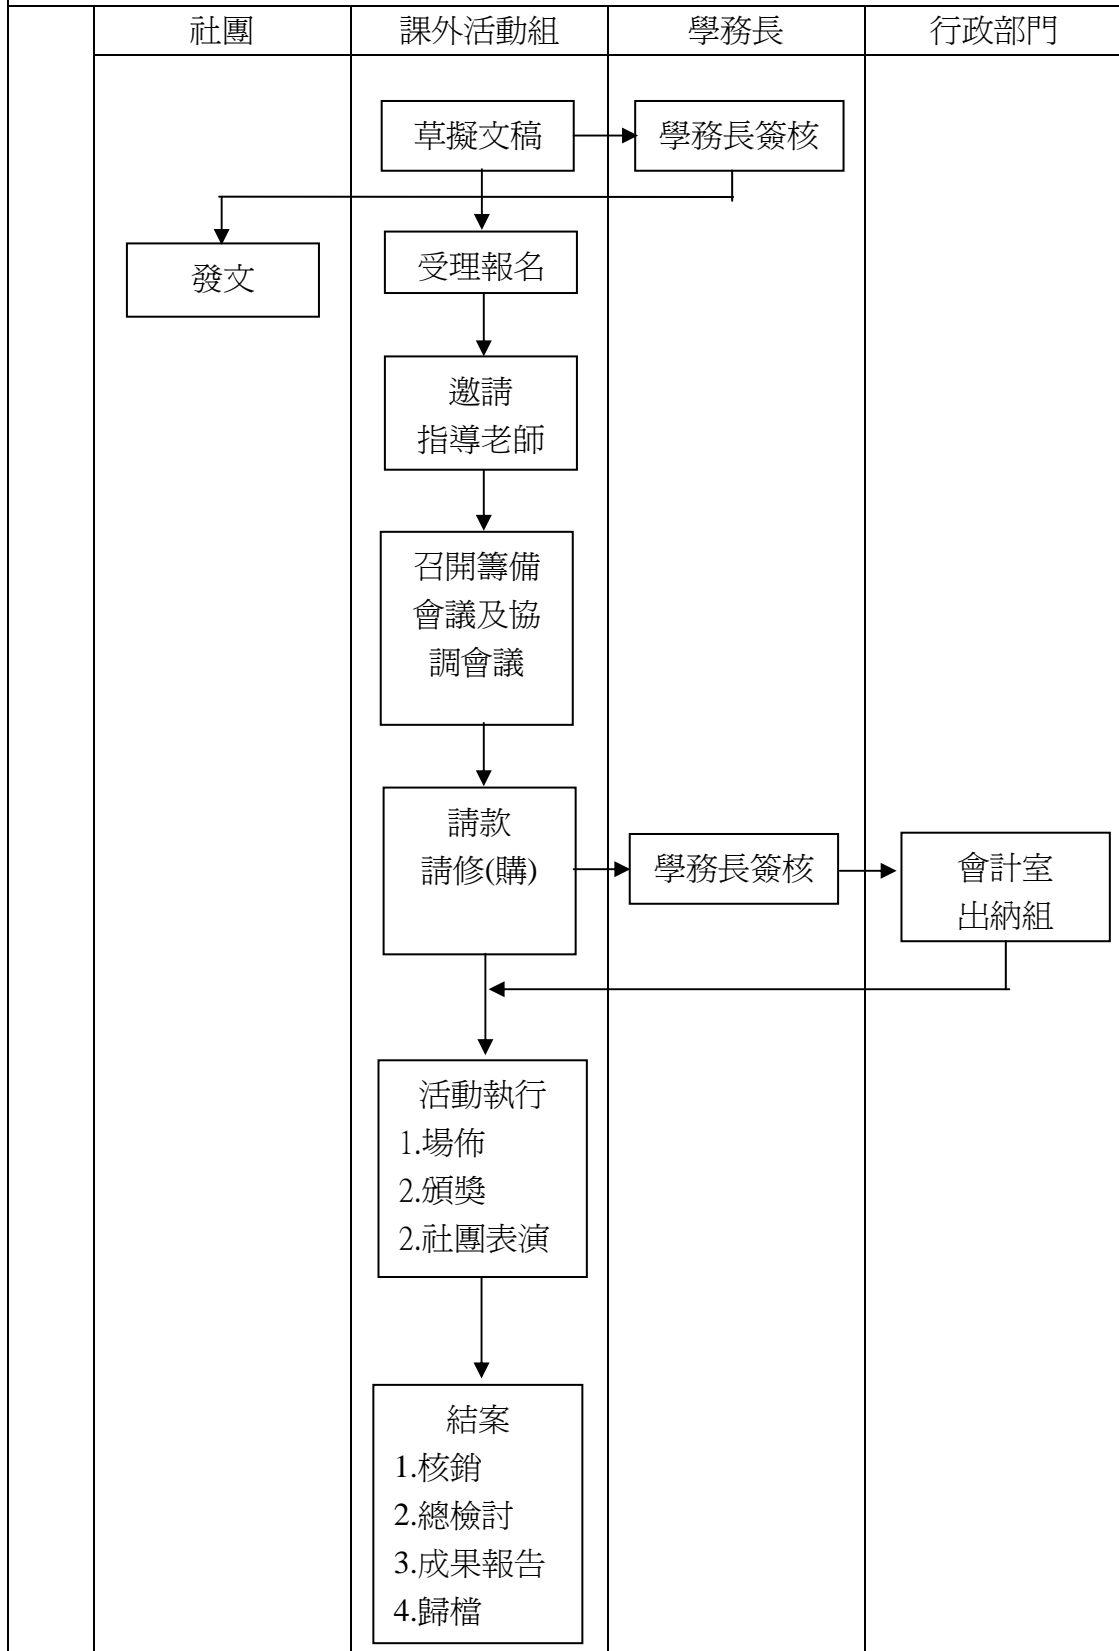 社團
課外活動組
學務長
行政部門
草擬文稿
學務長簽核
發文
受理報名
邀請
指導老師
召開籌備
會議及協
調會議
請款
請修(購)
學務長簽核
會計室
出納組
活動執行
1.場佈
2.頒獎
2.社團表演
結案
1.核銷
2.總檢討
3.成果報告
4.歸檔